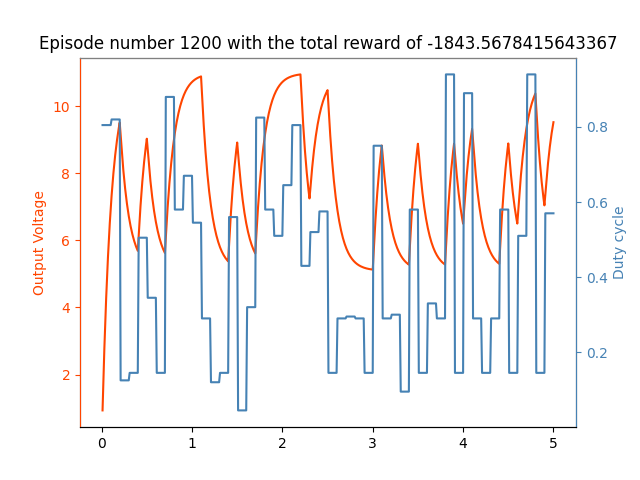 Episode number 1200 with the total reward of -1843.5678415643367
Output Voltage
10
8
6
4
2
0.8
0.6
0.4
0.2
Duty cycle
0 1 2 3 4 5